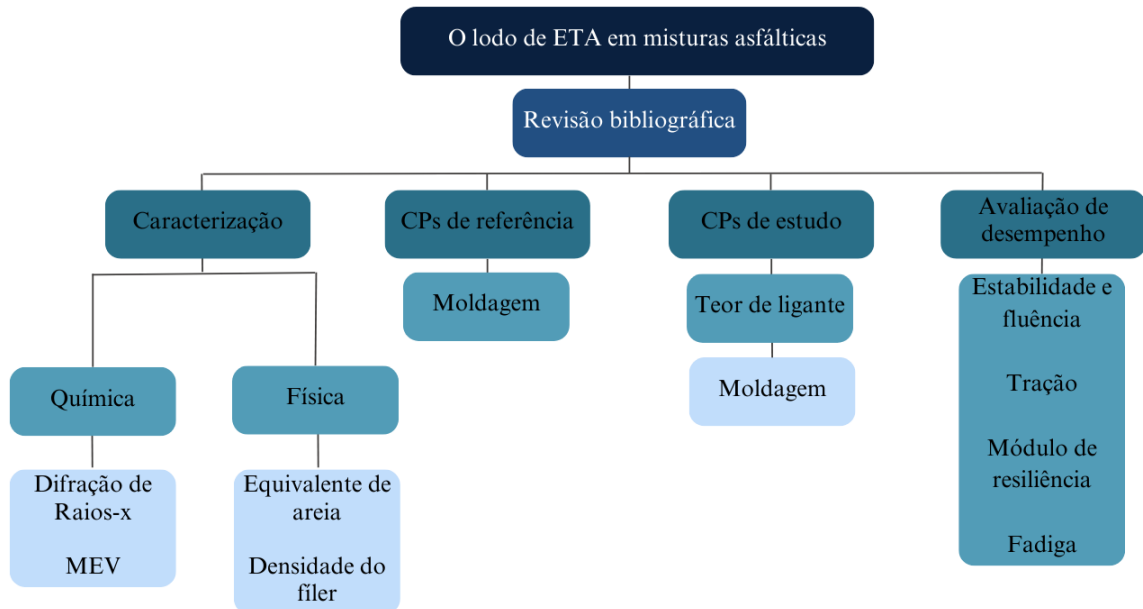 O lodo de ETA em misturas asfálticas
Revisão bibliográfica
Caracterização
CPs de referência
CPs de estudo
Avaliação de
desempenho
Moldagem
Teor de ligante
Moldagem
Estabilidade e
fluência
Tração
Módulo de
resiliência
Fadiga
Química
Física
Difração de
Raios-x
MEV
Equivalente de
areia
Densidade do
fíler